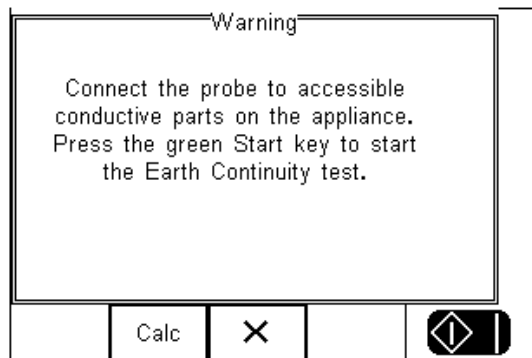 Warning
Connect the probe to accessible
conductive parts on the appliance.
Press the green Start key to start
the Earth Continuity test.
Calc